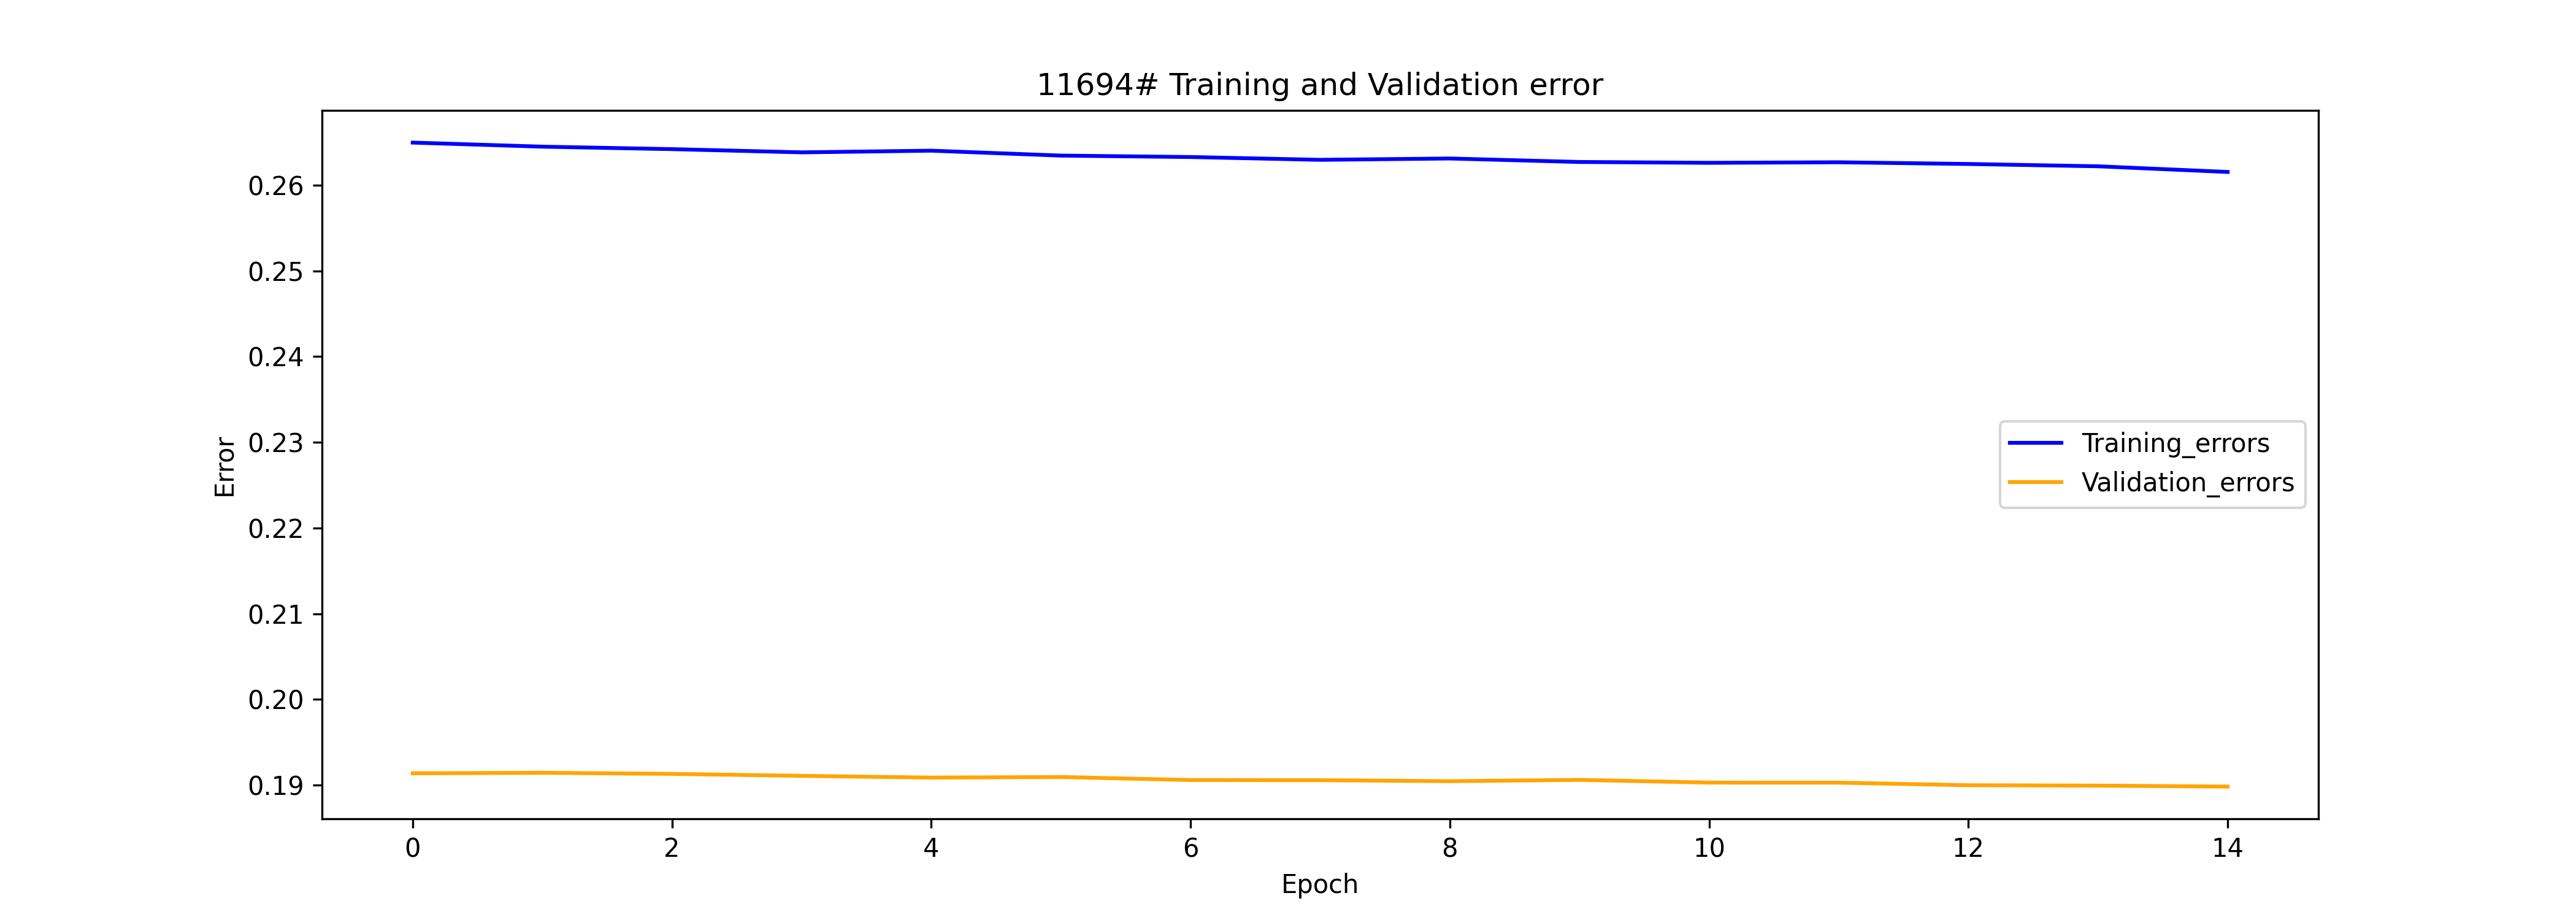 11694# Training and Validation error
0.26
0.25
0.24
0.23
0.22
0.21
0.20
0.19
Error
Training_errors
Validation_errors
0 2 4 6 8 10 12 14
Epoch